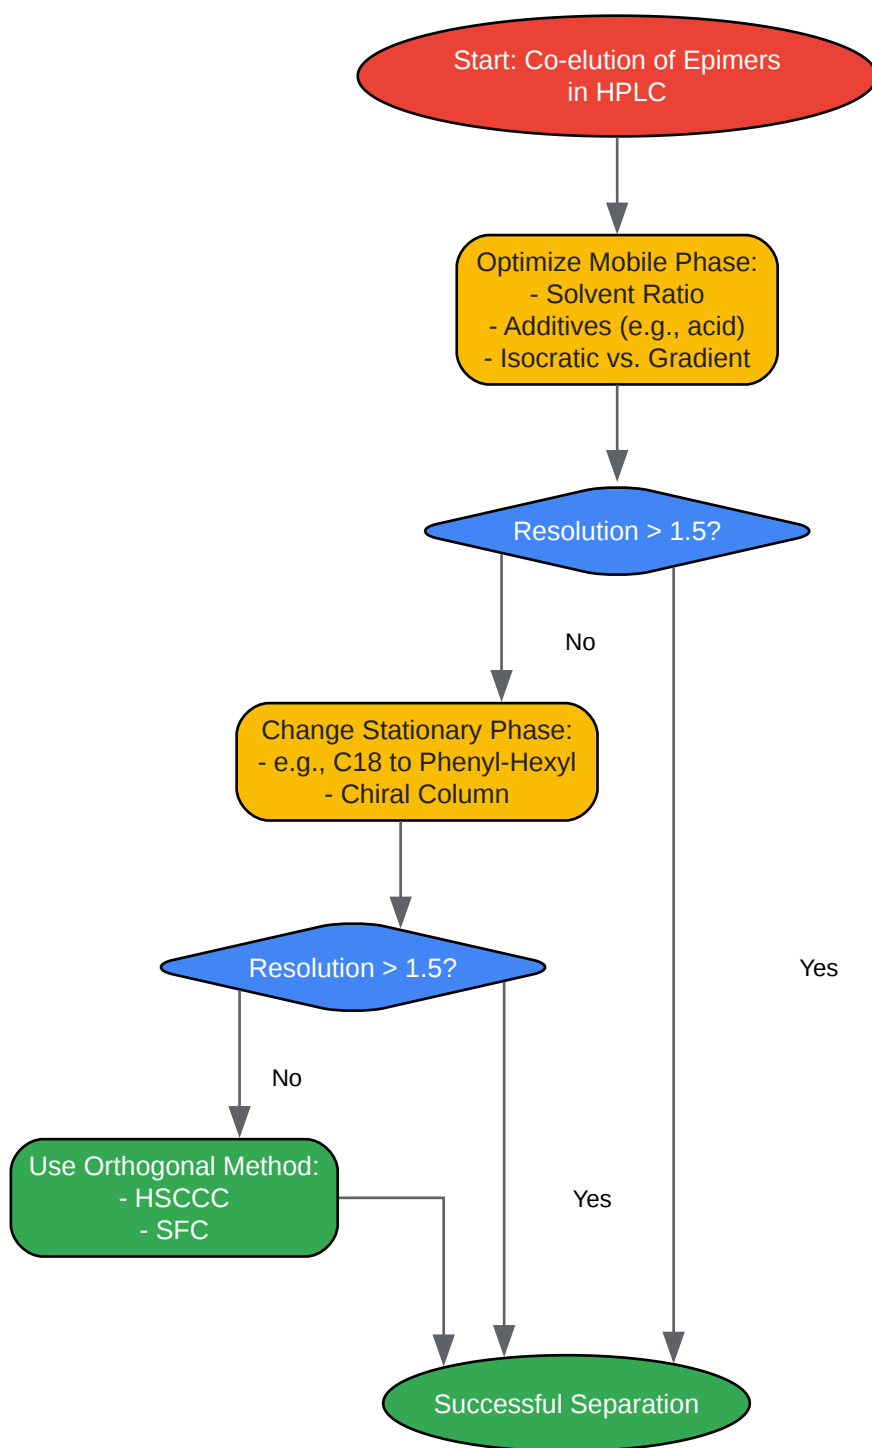 Start: Co-elution of Epimers
in HPLC
Optimize Mobile Phase:
- Solvent Ratio
- Additives (e.g., acid)
- Isocratic vs. Gradient
Resolution > 1.5?
No
Change Stationary Phase:
- e.g., C18 to Phenyl-Hexyl
- Chiral Column
Resolution > 1.5?
Yes
No
Use Orthogonal Method:
- HSCCC
- SFC
Yes
Successful Separation